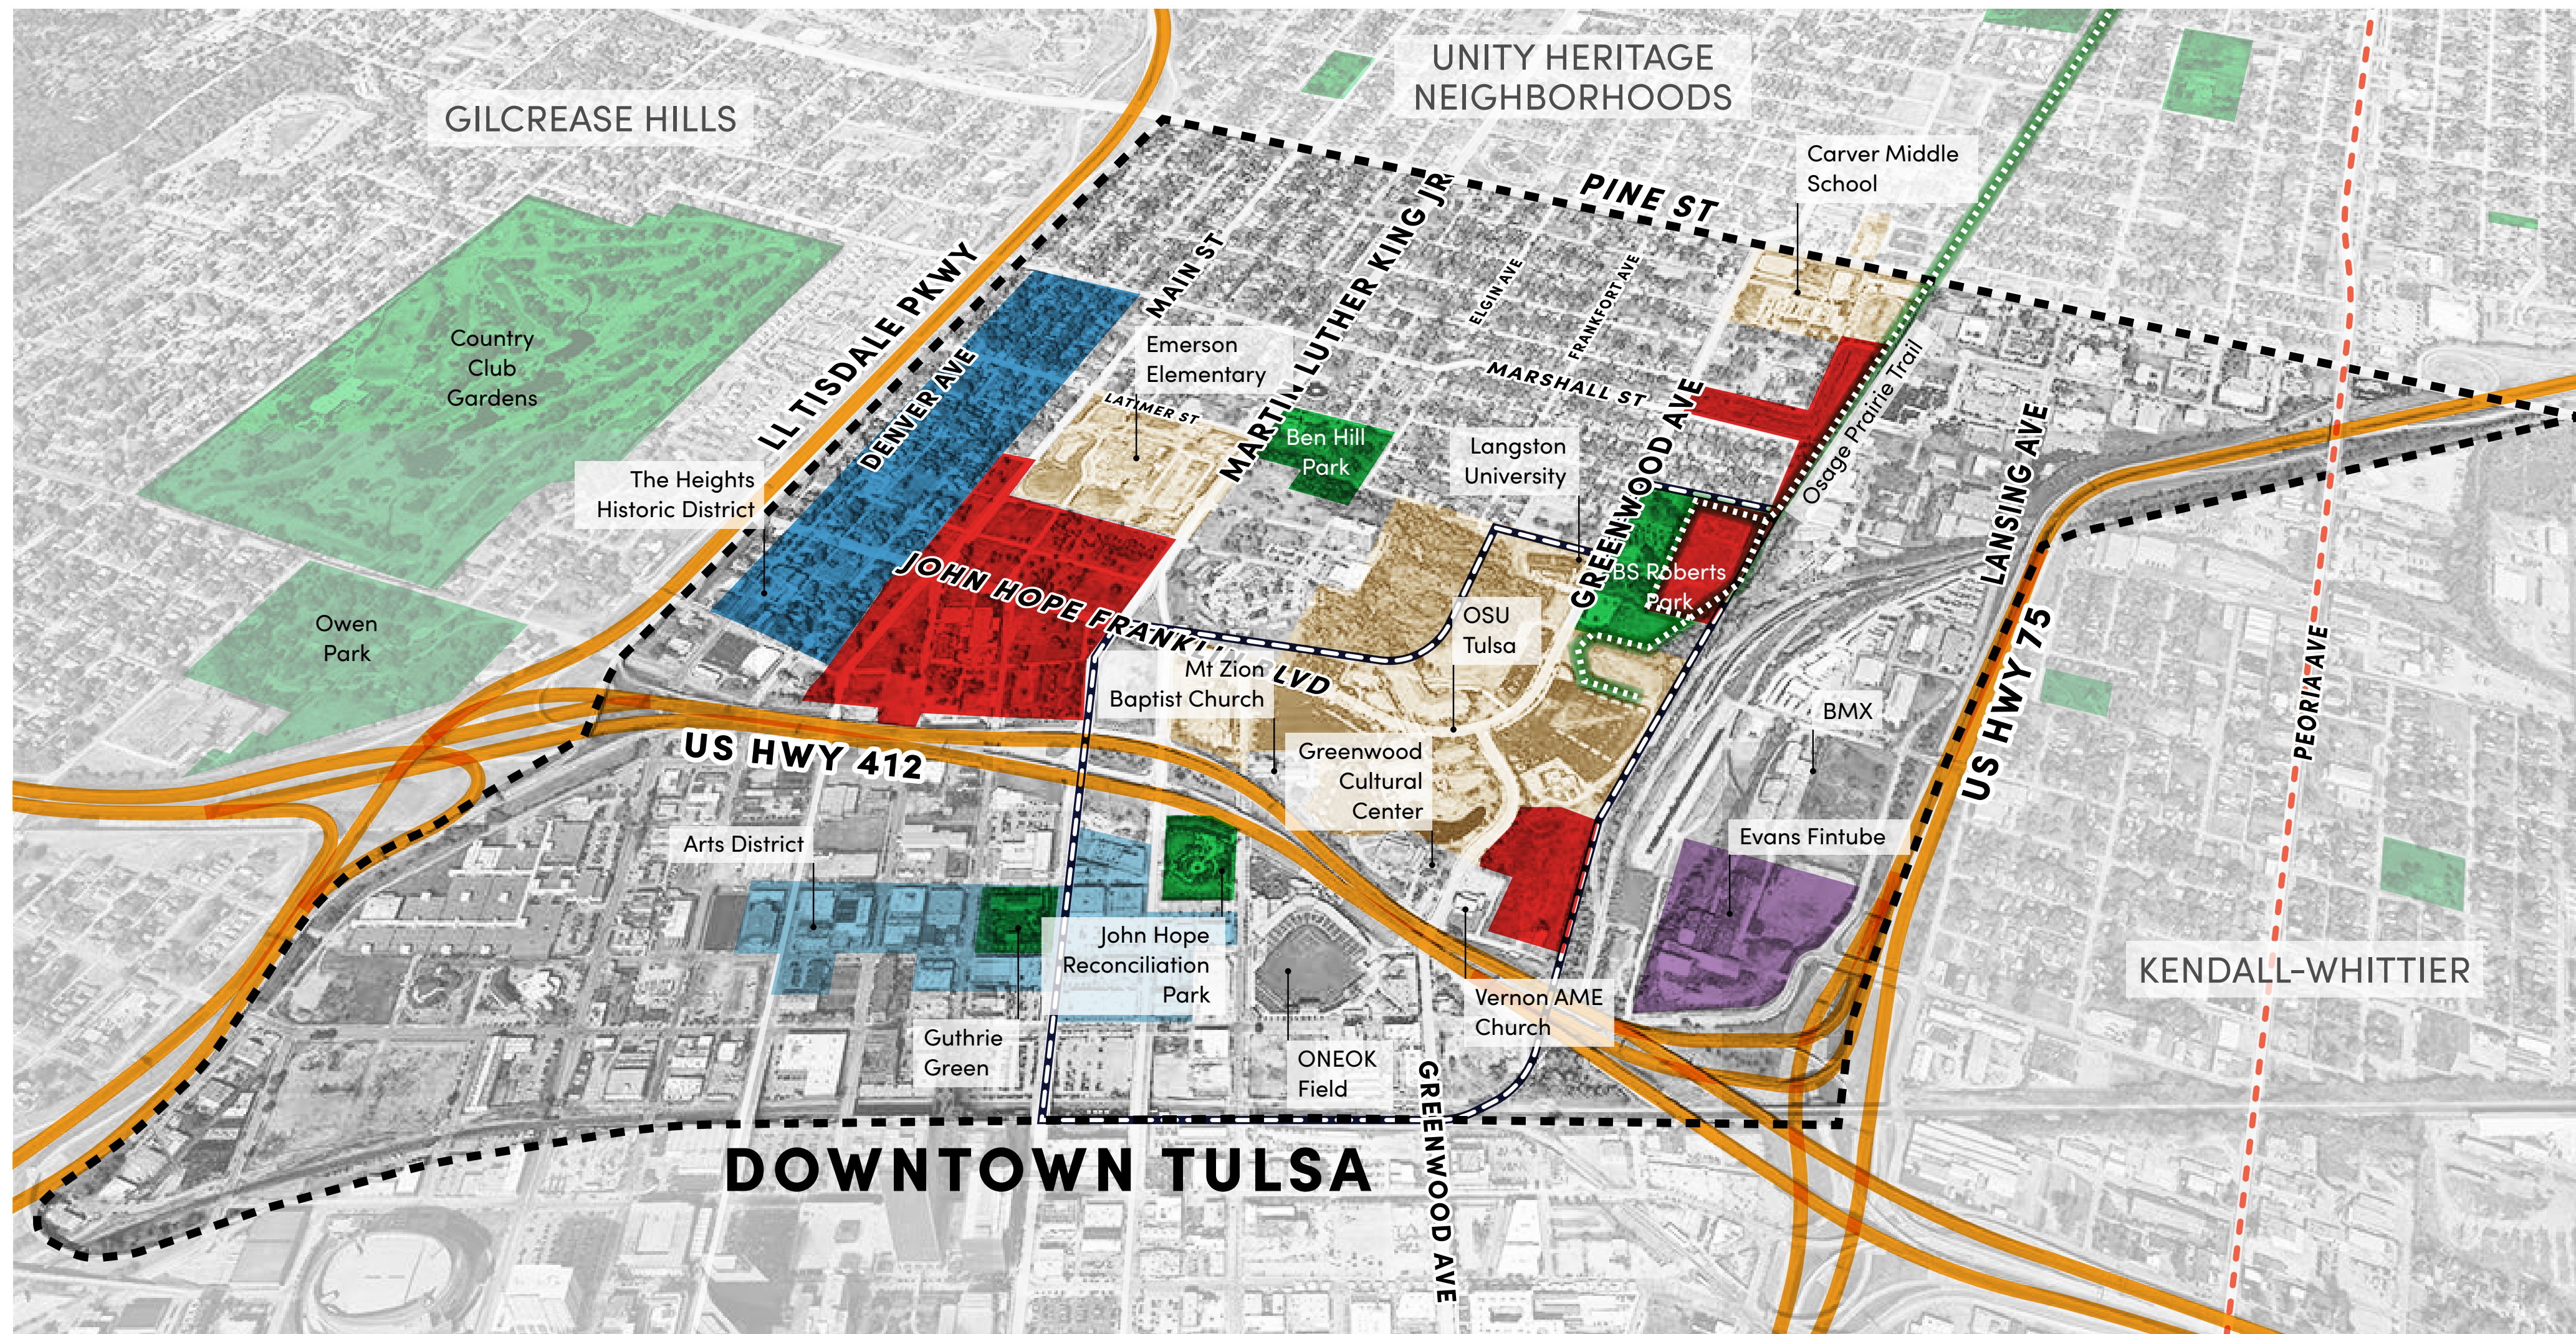 UNITY HERITAGE
NEIGHBORHOODS
GILCREASE HILLS
Carver Middle
School
PINE ST
MARTIN LUTHER KING JR
MAIN ST
LL TISDALE PKWY
ELGIN AVE
FRANKFORT AVE
Country
Club
Gardens
Emerson
Elementary
DENVER AVE
LATIMER ST
MARSHALL ST
GREENWOOD AVE
Osage Prairie Trail
LANSING AVE
Ben Hill
Park
Langston
University
The Heights
Historic District
JOHN HOPE FRANKLIN
LVD
BS Roberts
Park
OSU
Tulsa
Owen
Park
Mt Zion
Baptist Church
US HWY 75
PEORIA AVE
BMX
US HWY 412
Greenwood
Cultural
Center
Arts District
Evans Fintube
John Hope
Reconciliation
Park
KENDALL-WHITTIER
Vernon AME
Church
Guthrie
Green
ONEOK
Field
GREENWOOD AVE
DOWNTOWN TULSA